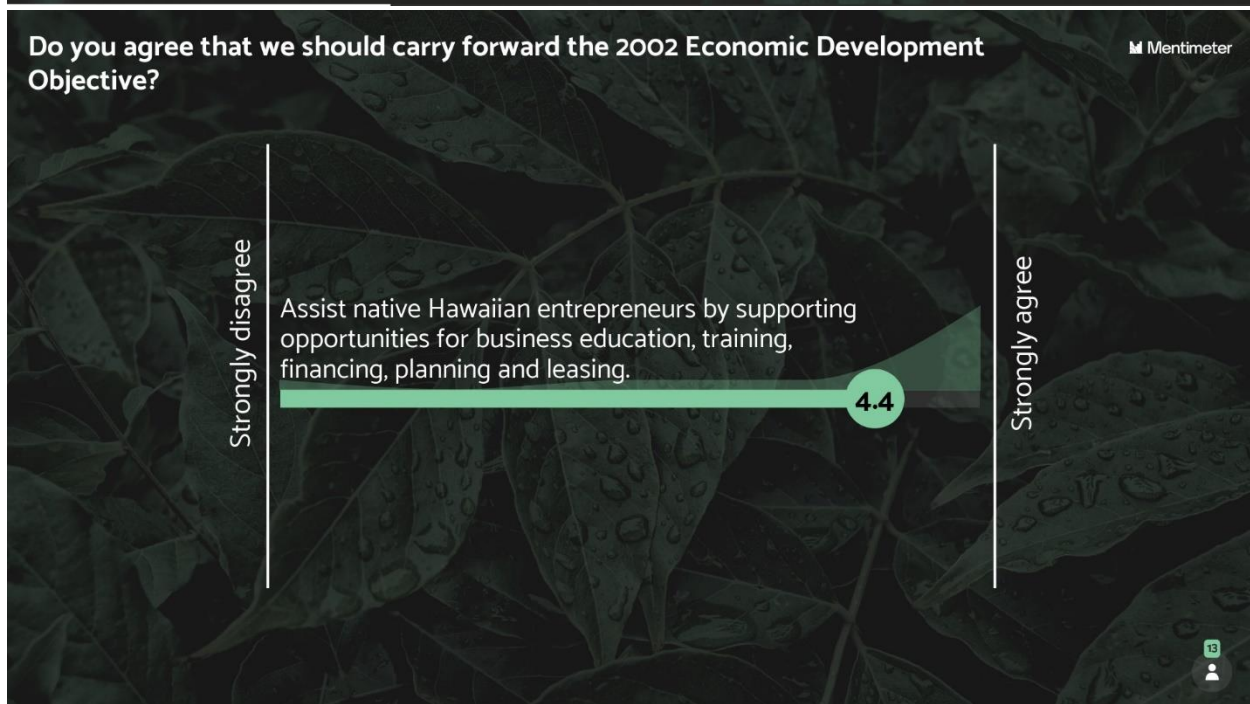 Do you agree that we should carry forward the 2002 Economic Development
Objective?
Mentimeter
Strongly disagree
Assist native Hawaiian entrepreneurs by supporting
opportunities for business education, training,
financing, planning and leasing.
4.4
Strongly agree
13